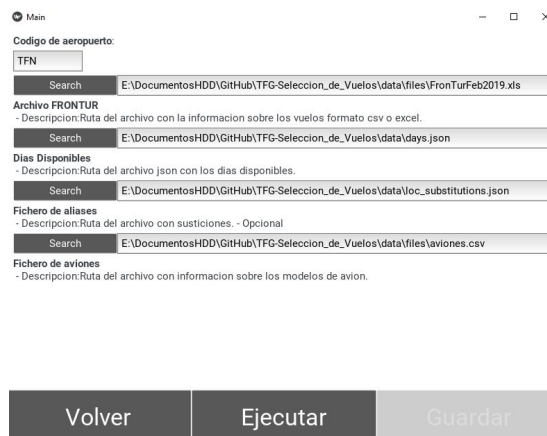 Main
Codigo de aeropuerto:
TFN
Search E:\DocumentosHDD\GitHub\TFG-Seleccion_de_Vuelos\data\files\FronTurFeb2019.xls
Archivo FRONTUR
- Descripcion:Ruta del archivo con la informacion sobre los vuelos formato csv o excel.
Search E:\DocumentosHDD\GitHub\TFG-Seleccion_de_Vuelos\data\days.json
Dias Disponibles
- Descripcion:Ruta del archivo json con los dias disponibles.
Search E:\DocumentosHDD\GitHub\TFG-Seleccion_de_Vuelos\data\loc_substitutions.json
Fichero de aliases
- Descripcion:Ruta del archivo con susticiones. - Opcional
Search E:\DocumentosHDD\GitHub\TFG-Seleccion_de_Vuelos\data\files\aviones.csv
Fichero de aviones
- Descripcion:Ruta del archivo con informacion sobre los modelos de avion.
Volver Ejecutar Guardar